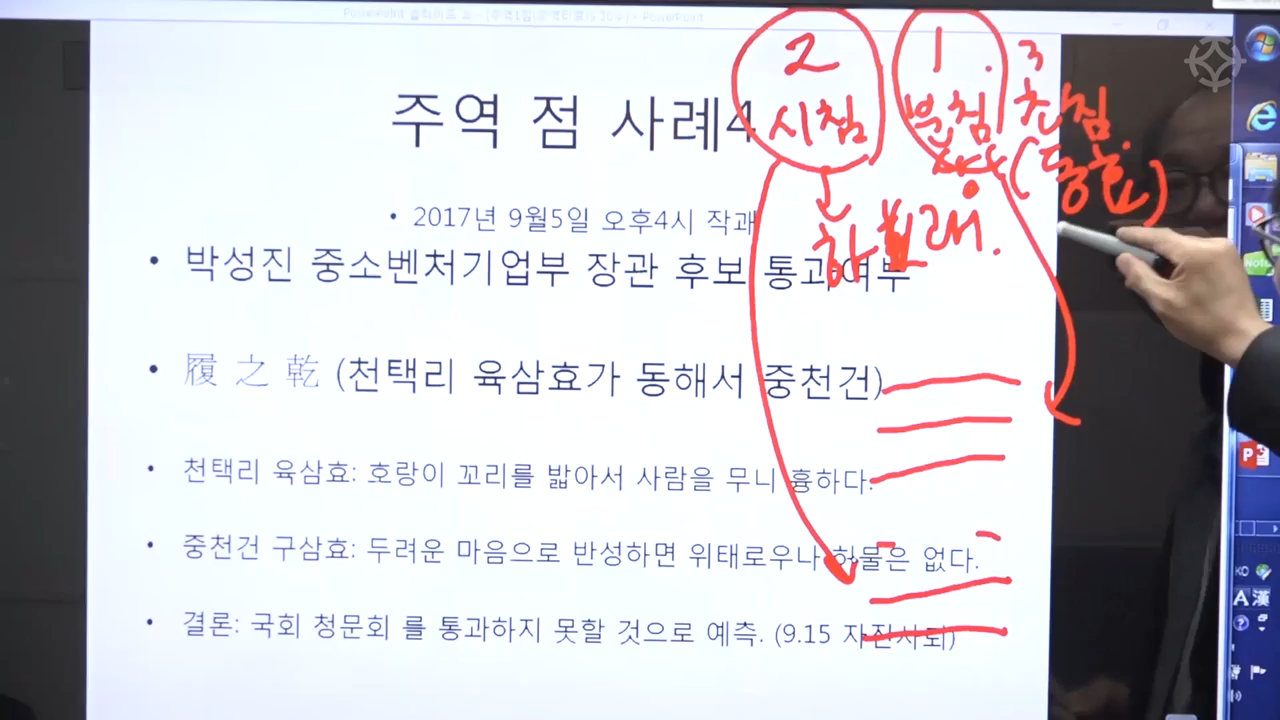 주역 점 사례4
2017년 9월5일 오후4시 작괘
박성진 중소벤처기업부 장관 후보 통과여부
履 之 乾 (천택리 육삼효가 동해서 중천건)
천택리 육삼효: 호랑이 꼬리를 밟아서 사람을 무니 흉하다.
중천건 구삼효: 두려운 마음으로 반성하면 위태로우나 허물은 없다.
결론: 국회 청문회 를 통과하지 못할 것으로 예측. (9.15 자진사퇴)
2 1 3
시첨
(동효)
KO
A 漢